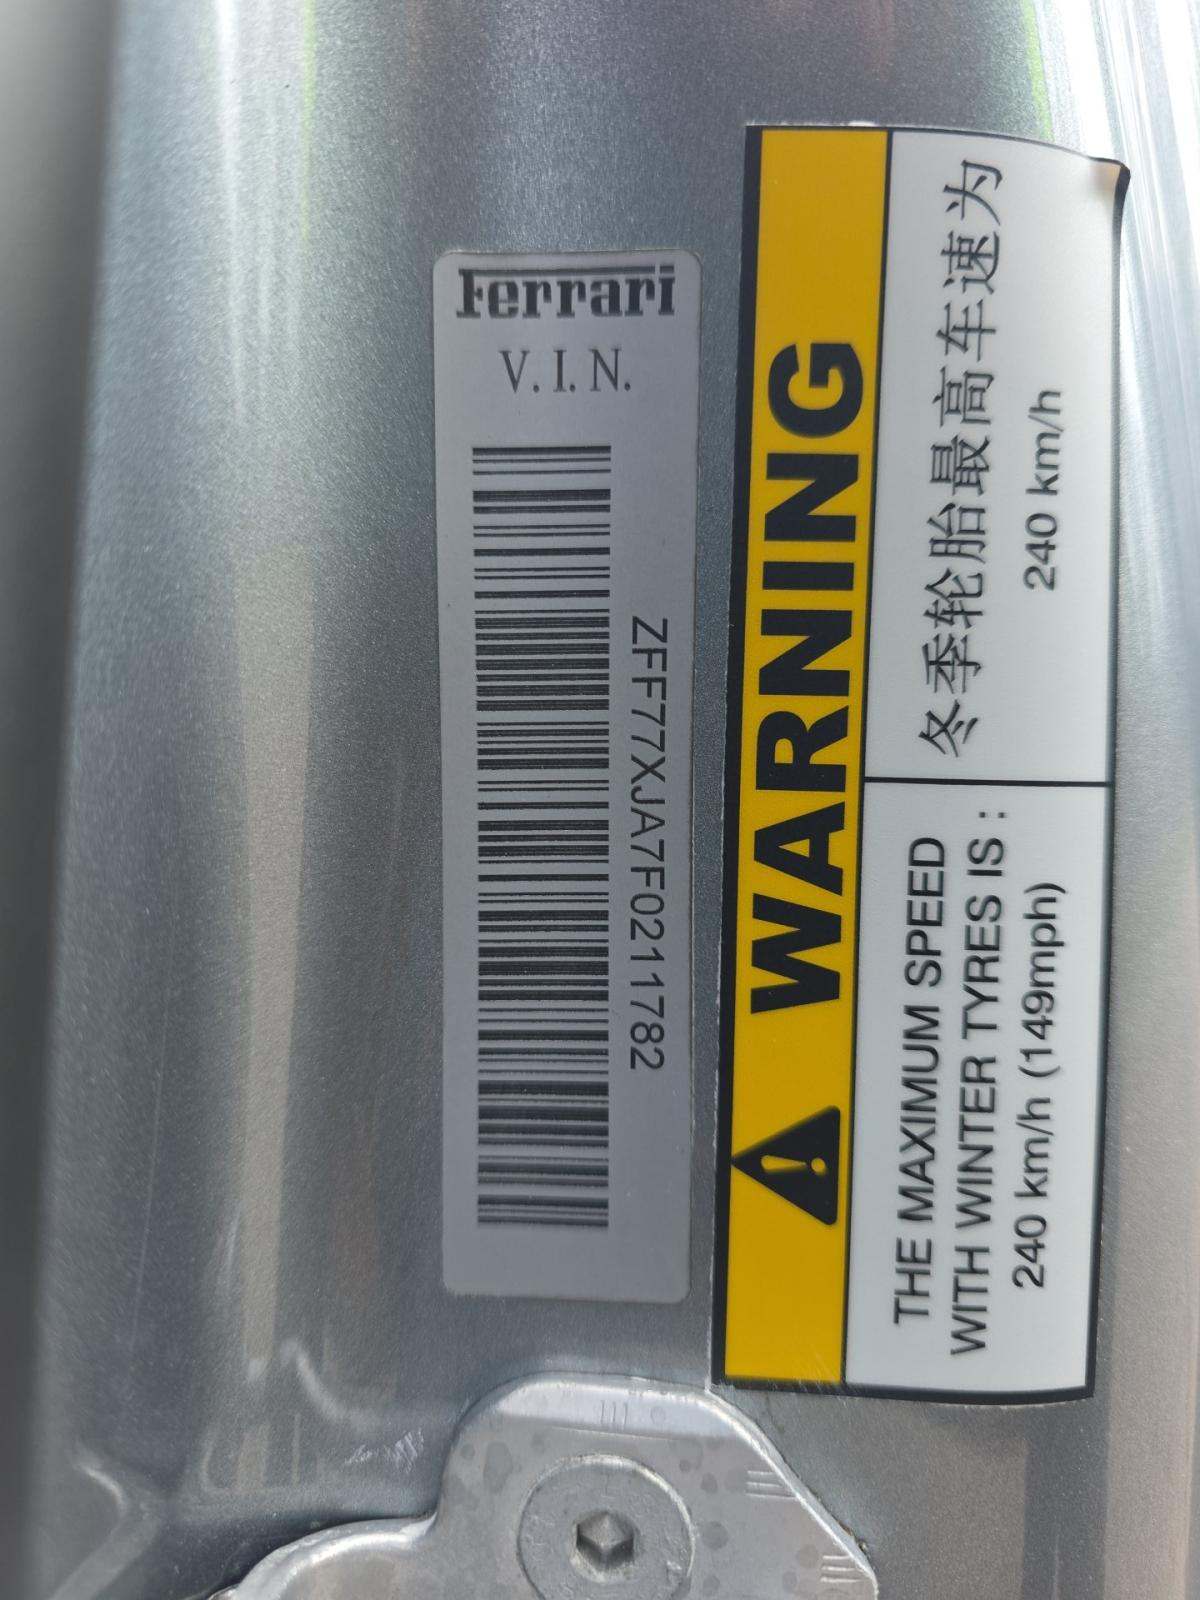 Ferrari
V.I.N.
ZFF77XJA7F0211782
WARNING
THE MAXIMUM SPEED
WITH WINTER TYRES IS :
240 km/h (149mph)
冬季轮胎最高车速为
240 km/h